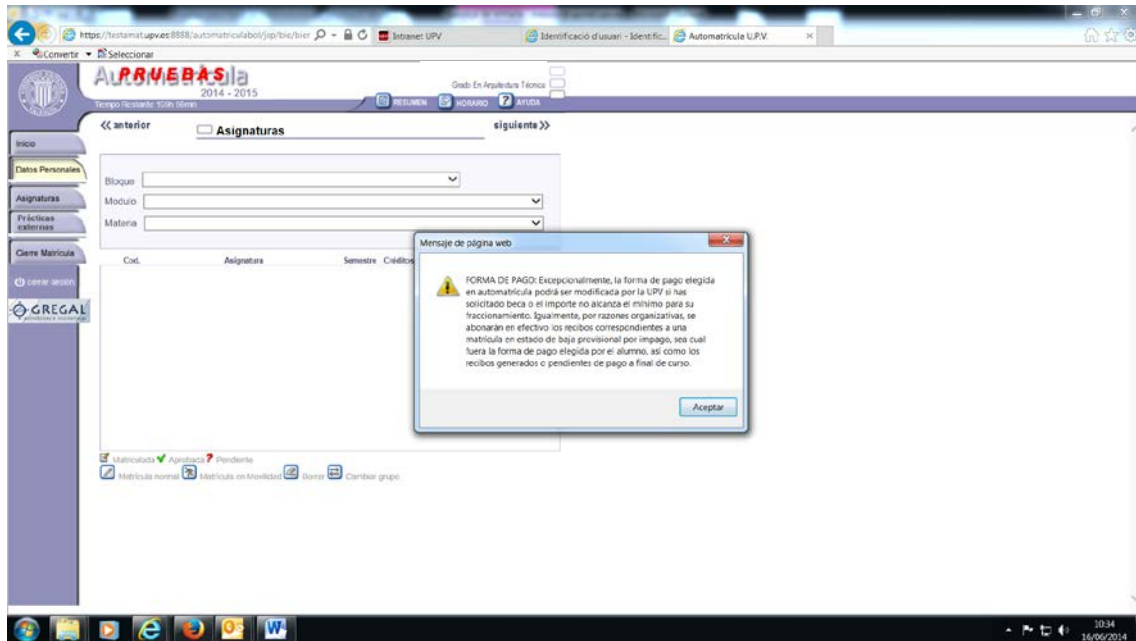 https://testamat.upv.es:8888/automatriculabol/jsp/bie/bier
Intranet UPV
Identificació d'usuari - Identific...
Automatrícula U.P.V.
Convertir
Seleccionar
Automatrícula
PRUEBAS
2014 - 2015
Grado En Arquitectura Técnica
Tiempo Restante
RESUMEN
HORARIO
AYUDA
<< anterior
Asignaturas
siguiente >>
Inicio
Datos Personales
Asignaturas
Prácticas
externas
Cierre Matrícula
cerrar sesión
GREGAL
Bloque
Modulo
Materia
Cod.
Asignatura
Semestre
Créditos
Mensaje de página web
FORMA DE PAGO: Excepcionalmente, la forma de pago elegida
en automatrícula podrá ser modificada por la UPV si has
solicitado beca o el importe no alcanza el mínimo para su
fraccionamiento. Igualmente, por razones organizativas, se
abonarán en efectivo los recibos correspondientes a una
matrícula en estado de baja provisional por impago, sea cual
fuera la forma de pago elegida por el alumno, así como los
recibos generados o pendientes de pago a final de curso.
Aceptar
Matriculada Aprobada ? Pendiente
Matrícula normal Matrícula en Movilidad Borrar Cambiar grupo
10:34
16/06/2014